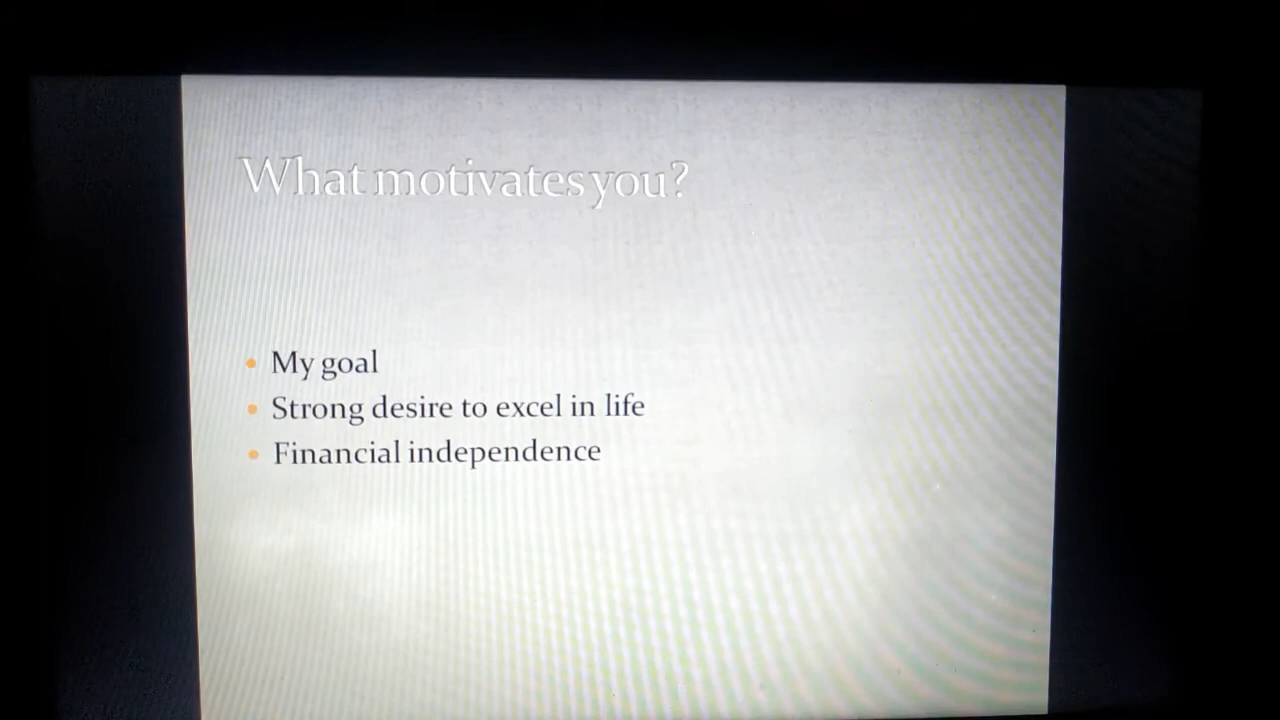 What motivates you?
My goal
Strong desire to excel in life
Financial independence